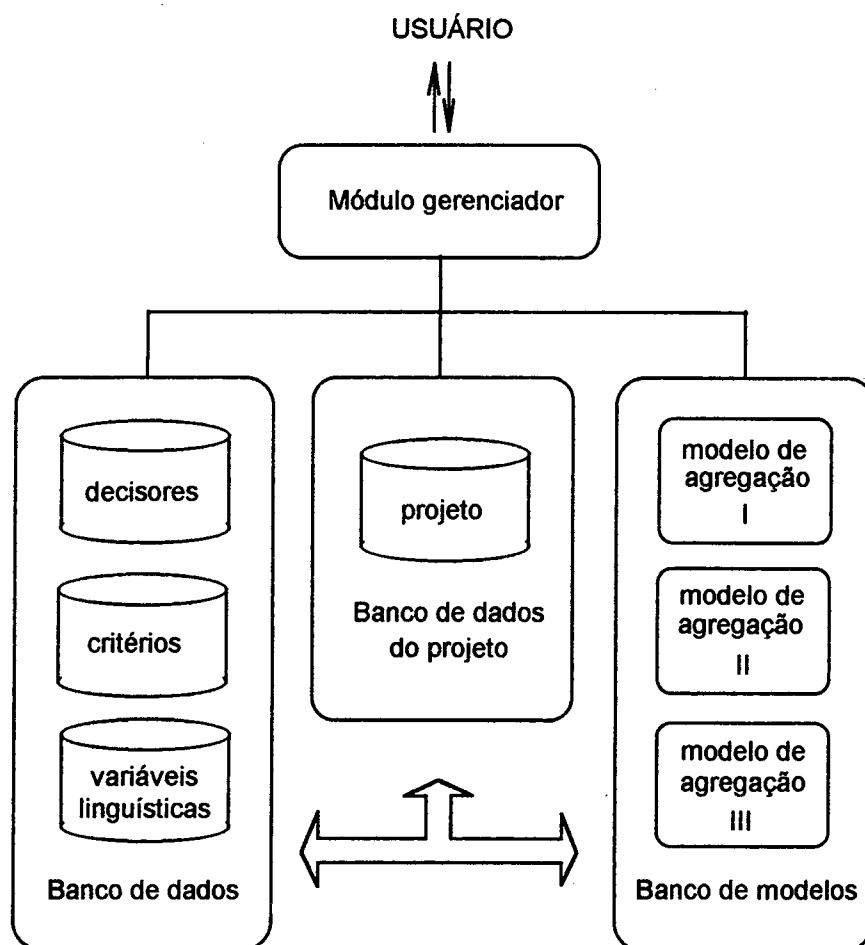 USUÁRIO
Módulo gerenciador
decisores
critérios
variáveis
linguísticas
Banco de dados
projeto
Banco de dados
do projeto
modelo de
agregação
I
modelo de
agregação
II
modelo de
agregação
III
Banco de modelos